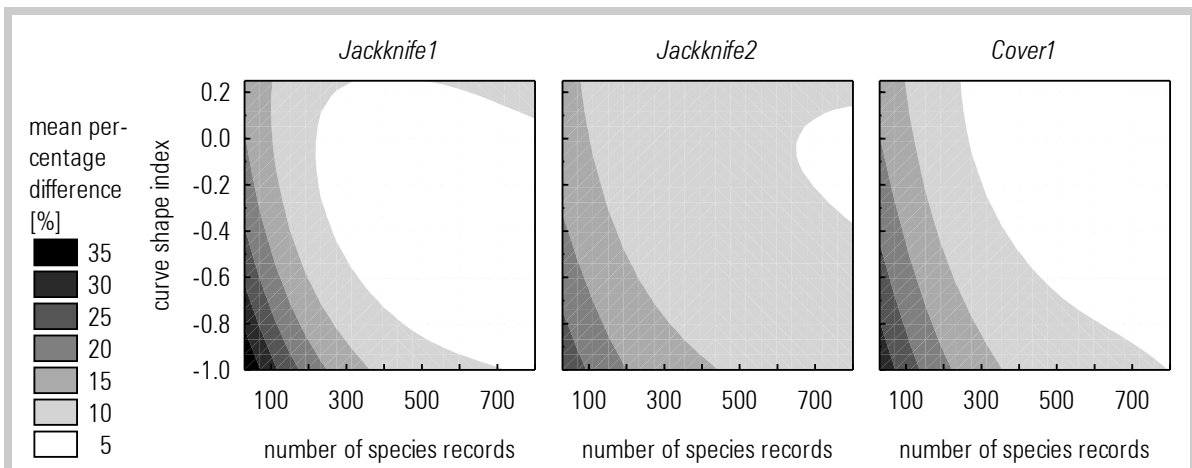 Jackknife1
Jackknife2
Cover1
mean per-
centage
difference
[%]
35
30
25
20
15
10
5
curve shape index
0.2
0.0
-0.2
-0.4
-0.6
-0.8
-1.0
100 300 500 700
100 300 500 700
100 300 500 700
number of species records
number of species records
number of species records